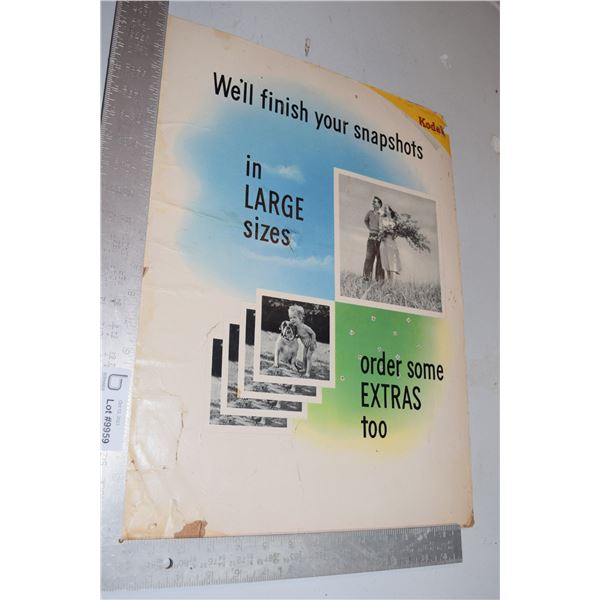 We'll finish your snapshots
Kodak
in
LARGE
sizes
order some
EXTRAS
too
b
Lot #9959